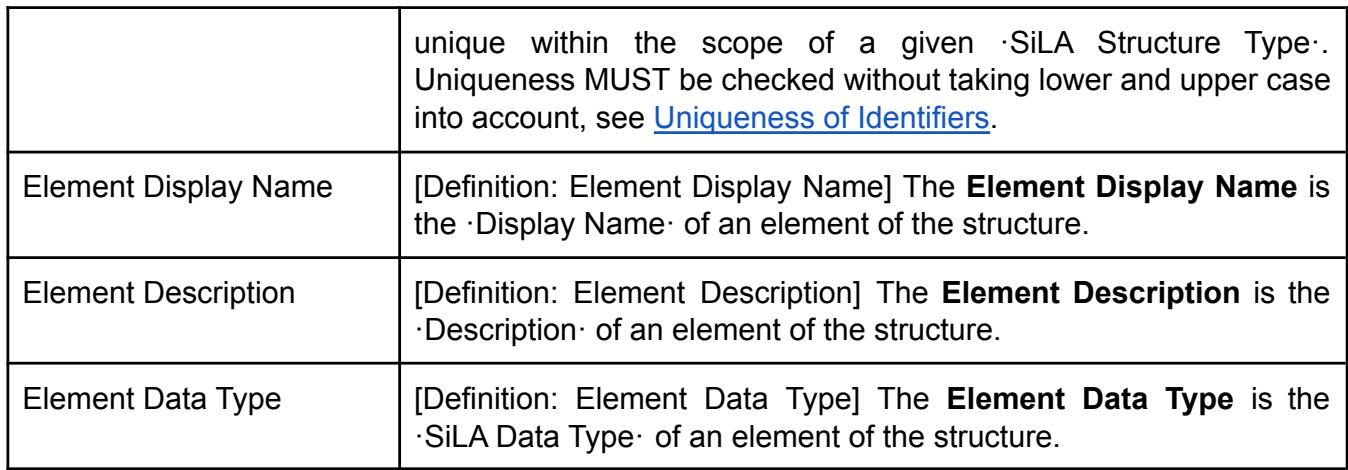 unique within the scope of a given ·SiLA Structure Type·.
Uniqueness MUST be checked without taking lower and upper case
into account, see Uniqueness of Identifiers.
Element Display Name
[Definition: Element Display Name] The Element Display Name is
the ·Display Name· of an element of the structure.
Element Description
[Definition: Element Description] The Element Description is the
·Description· of an element of the structure.
Element Data Type
[Definition: Element Data Type] The Element Data Type is the
·SiLA Data Type· of an element of the structure.